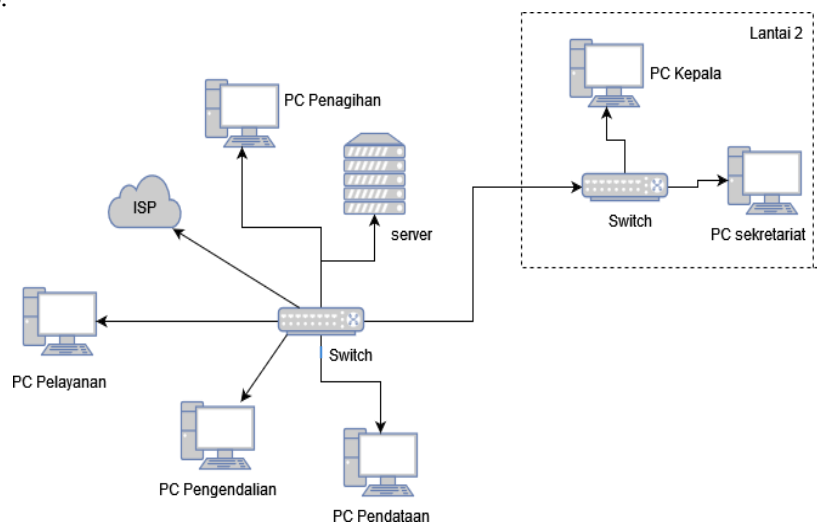 Lantai 2
PC Kepala
PC Penagihan
ISP
server
Switch
PC sekretariat
Switch
PC Pelayanan
PC Pengendalian
PC Pendataan